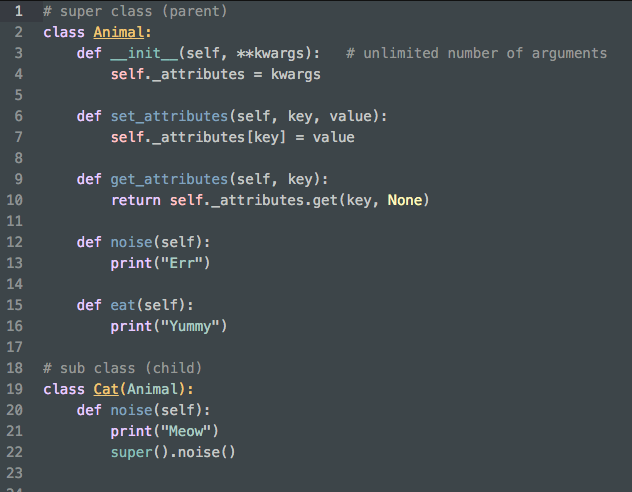 1 # super class (parent)
2 class Animal:
3     def __init__(self, **kwargs):   # unlimited number of arguments
4         self._attributes = kwargs
5
6     def set_attributes(self, key, value):
7         self._attributes[key] = value
8
9     def get_attributes(self, key):
10         return self._attributes.get(key, None)
11
12     def noise(self):
13         print("Err")
14
15     def eat(self):
16         print("Yummy")
17
18 # sub class (child)
19 class Cat(Animal):
20     def noise(self):
21         print("Meow")
22         super().noise()
23